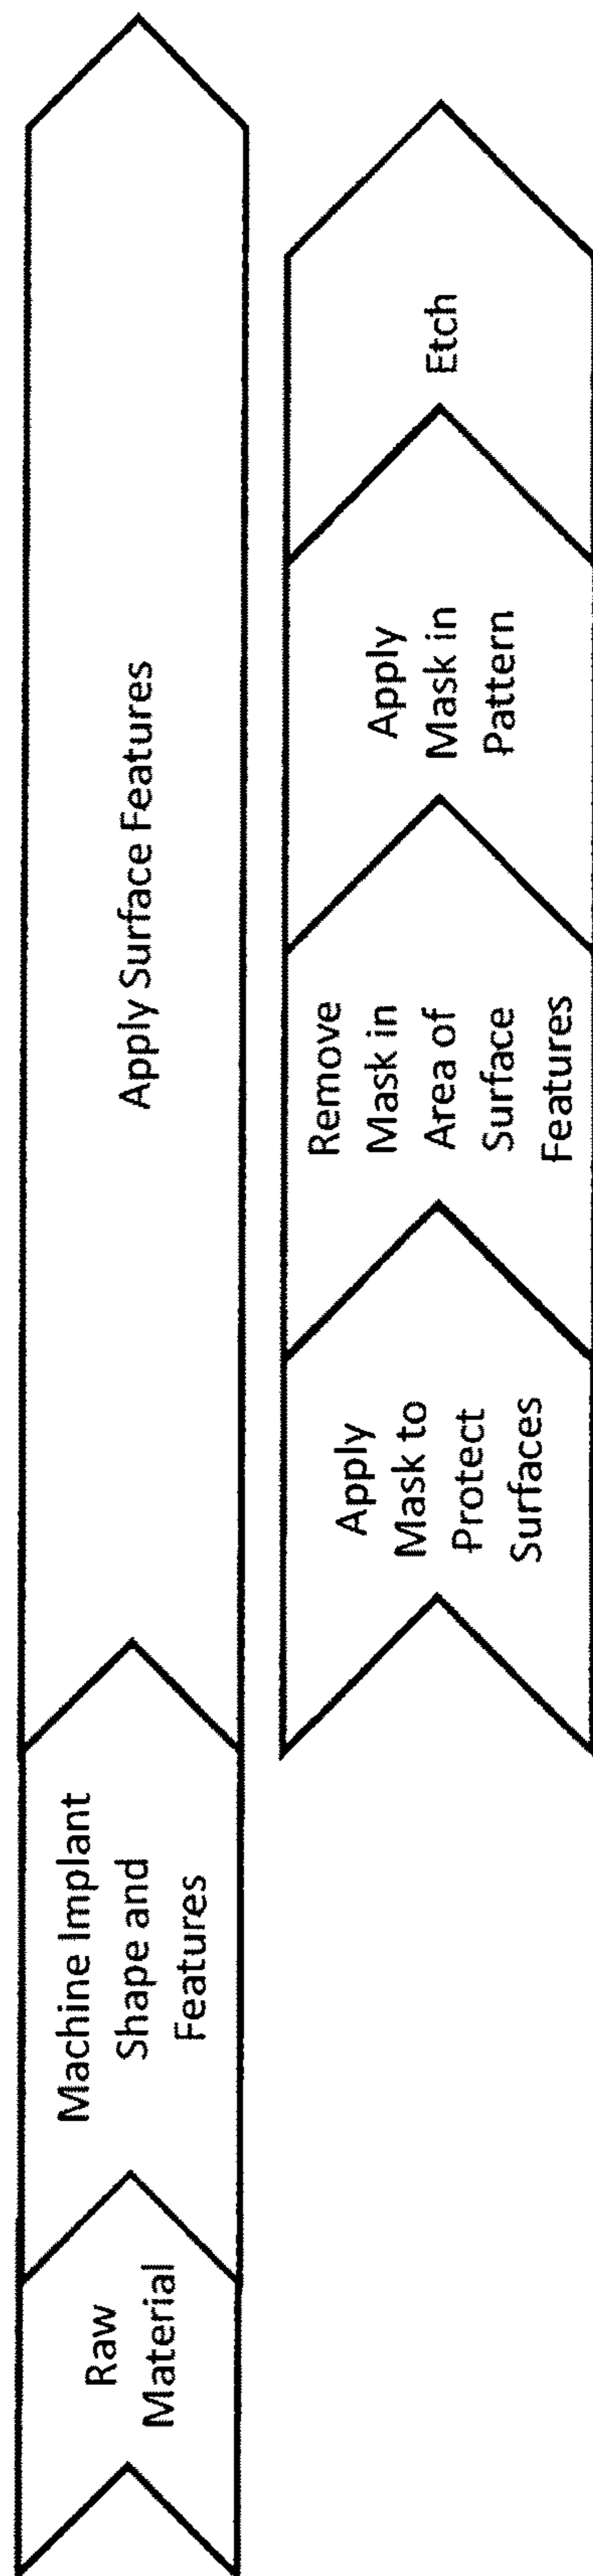 Raw
Material
Machine Implant
Shape and
Features
Apply Surface Features
Apply
Mask to
Protect
Surfaces
Remove
Mask in
Area of
Surface
Features
Apply
Mask in
Pattern
Etch